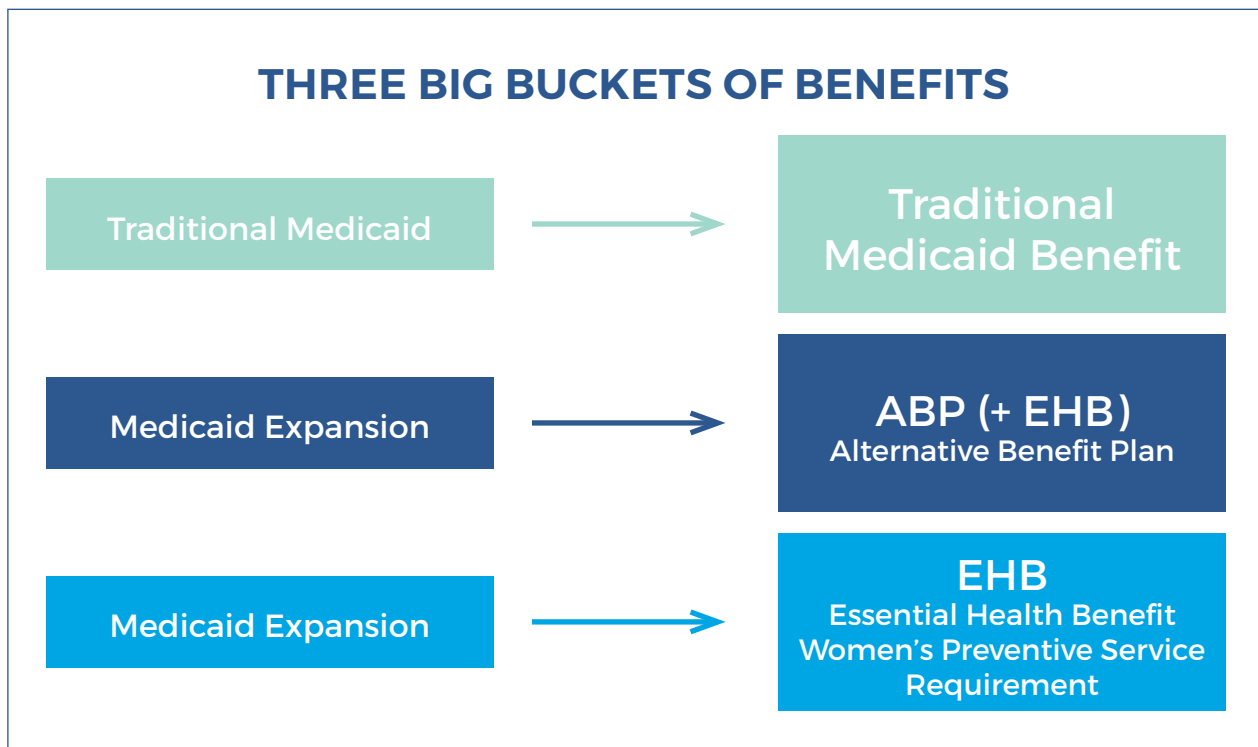 THREE BIG BUCKETS OF BENEFITS
Traditional Medicaid
Traditional
Medicaid Benefit
Medicaid Expansion
ABP (+ EHB)
Alternative Benefit Plan
Medicaid Expansion
EHB
Essential Health Benefit
Women’s Preventive Service
Requirement